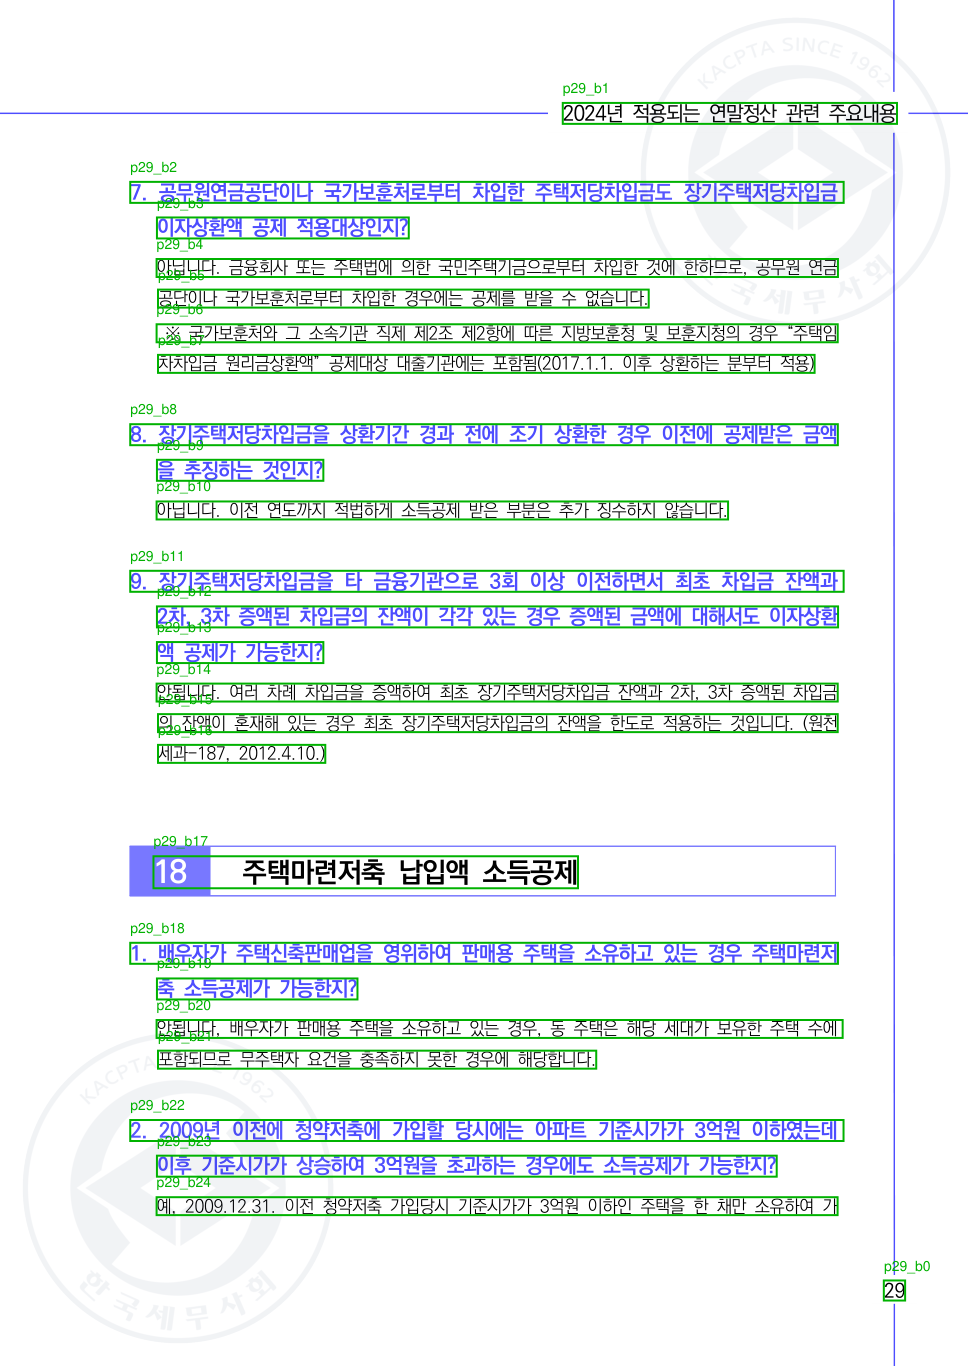 KACPTA SINCE 1962
p29_b1
2024년 적용되는 연말정산 관련 주요내용
p29_b2
7. 공무원연금공단이나 국가보훈처로부터 차입한 주택저당차입금도 장기주택저당차입금
p29_b3
이자상환액 공제 적용대상인지?
p29_b4
아닙니다. 금융회사 또는 주택법에 의한 국민주택기금으로부터 차입한 것에 한하므로, 공무원 연금
p29_b5
공단이나 국가보훈처로부터 차입한 경우에는 공제를 받을 수 없습니다.
p29_b6
※ 국가보훈처와 그 소속기관 직제 제2조 제2항에 따른 지방보훈청 및 보훈지청의 경우 “주택임
p29_b7
차차입금 원리금상환액” 공제대상 대출기관에는 포함됨(2017.1.1. 이후 상환하는 분부터 적용)
p29_b8
8. 장기주택저당차입금을 상환기간 경과 전에 조기 상환한 경우 이전에 공제받은 금액
p29_b9
을 추징하는 것인지?
p29_b10
아닙니다. 이전 연도까지 적법하게 소득공제 받은 부분은 추가 징수하지 않습니다.
p29_b11
9. 장기주택저당차입금을 타 금융기관으로 3회 이상 이전하면서 최초 차입금 잔액과
p29_b12
2차, 3차 증액된 차입금의 잔액이 각각 있는 경우 증액된 금액에 대해서도 이자상환
p29_b13
액 공제가 가능한지?
p29_b14
안됩니다. 여러 차례 차입금을 증액하여 최초 장기주택저당차입금 잔액과 2차, 3차 증액된 차입금
p29_b15
의 잔액이 혼재해 있는 경우 최초 장기주택저당차입금의 잔액을 한도로 적용하는 것입니다. (원천
p29_b16
세과-187, 2012.4.10.)
p29_b17
18 주택마련저축 납입액 소득공제
p29_b18
1. 배우자가 주택신축판매업을 영위하여 판매용 주택을 소유하고 있는 경우 주택마련저
p29_b19
축 소득공제가 가능한지?
p29_b20
안됩니다, 배우자가 판매용 주택을 소유하고 있는 경우, 동 주택은 해당 세대가 보유한 주택 수에
p29_b21
포함되므로 무주택자 요건을 충족하지 못한 경우에 해당합니다.
p29_b22
2. 2009년 이전에 청약저축에 가입할 당시에는 아파트 기준시가가 3억원 이하였는데
p29_b23
이후 기준시가가 상승하여 3억원을 초과하는 경우에도 소득공제가 가능한지?
p29_b24
예, 2009.12.31. 이전 청약저축 가입당시 기준시가가 3억원 이하인 주택을 한 채만 소유하여 가
한국세무사회
p29_b0
29